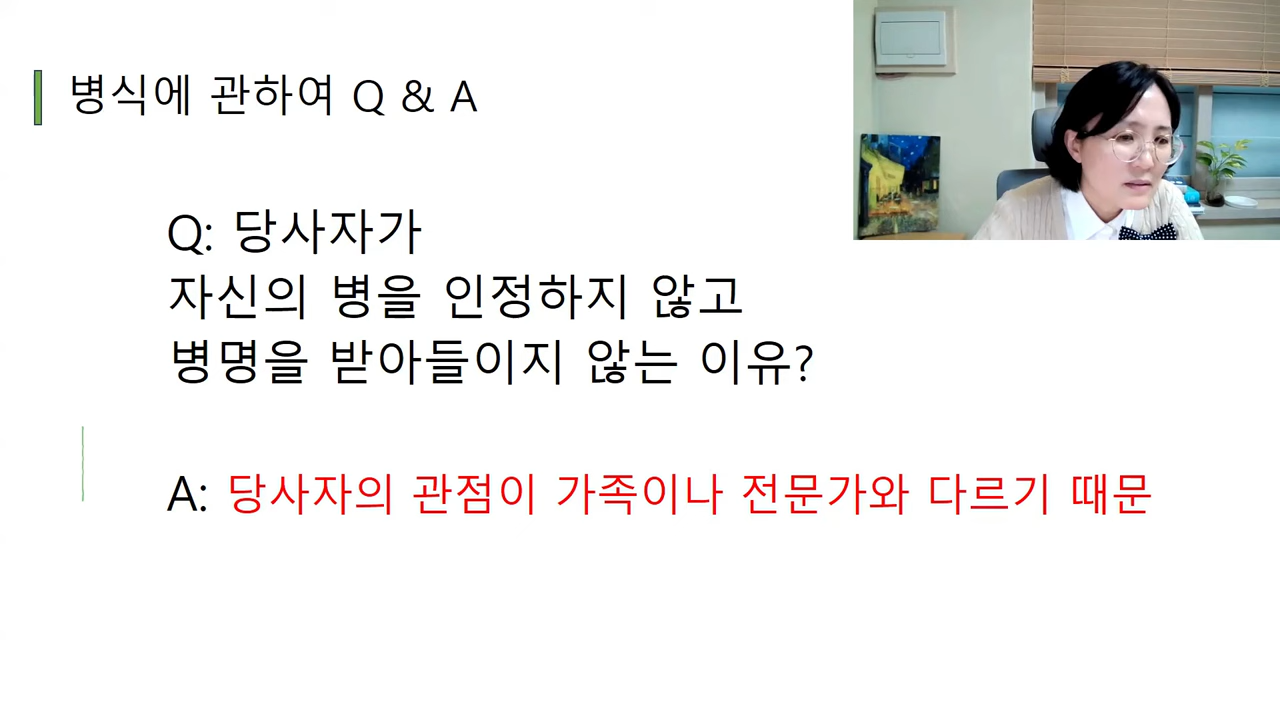 병식에 관하여 Q & A
Q: 당사자가
자신의 병을 인정하지 않고
병명을 받아들이지 않는 이유?
A: 당사자의 관점이 가족이나 전문가와 다르기 때문